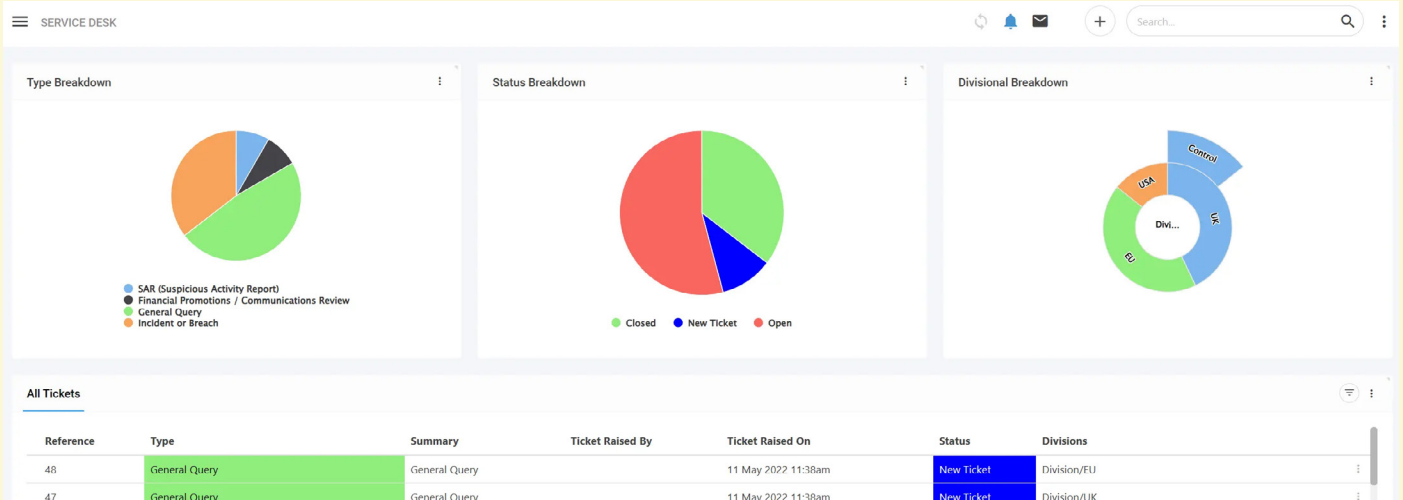 SERVICE DESK
Search...
Type Breakdown
Status Breakdown
Divisional Breakdown
SAR (Suspicious Activity Report)
Financial Promotions / Communications Review
General Query
Incident or Breach
Closed New Ticket Open
Control
USA
UK
Divi...
EU
All Tickets
Reference Type Summary Ticket Raised By Ticket Raised On Status Divisions
48 General Query General Query 11 May 2022 11:38am New Ticket Division/EU
47 General Query General Query 11 May 2022 11:38am New Ticket Division/UK